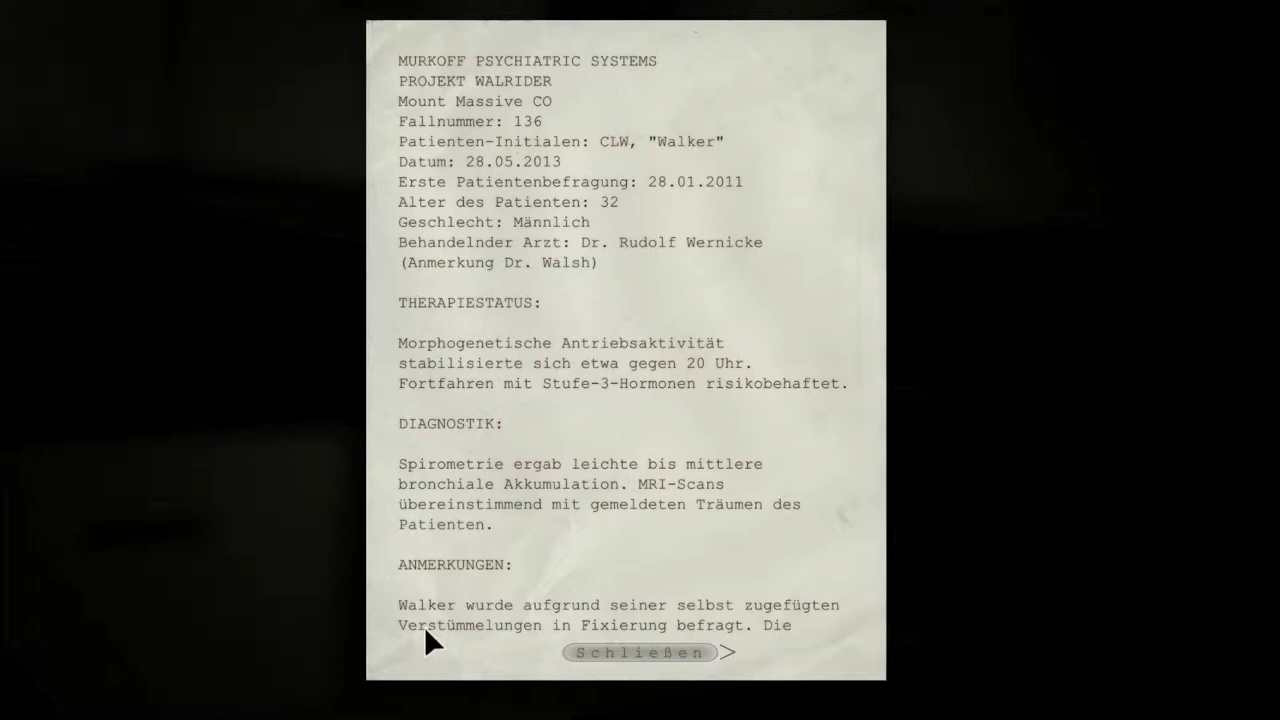 MURKOFF PSYCHIATRIC SYSTEMS
PROJEKT WALRIDER
Mount Massive CO
Fallnummer: 136
Patienten-Initialen: CLW, "Walker"
Datum: 28.05.2013
Erste Patientenbefragung: 28.01.2011
Alter des Patienten: 32
Geschlecht: Männlich
Behandelnder Arzt: Dr. Rudolf Wernicke
(Anmerkung Dr. Walsh)
THERAPIESTATUS:
Morphogenetische Antriebsaktivität
stabilisierte sich etwa gegen 20 Uhr.
Fortfahren mit Stufe-3-Hormonen risikobehaftet.
DIAGNOSTIK:
Spirometrie ergab leichte bis mittlere
bronchiale Akkumulation. MRI-Scans
übereinstimmend mit gemeldeten Träumen des
Patienten.
ANMERKUNGEN:
Walker wurde aufgrund seiner selbst zugefügten
Verstümmelungen in Fixierung befragt. Die
Schließen >